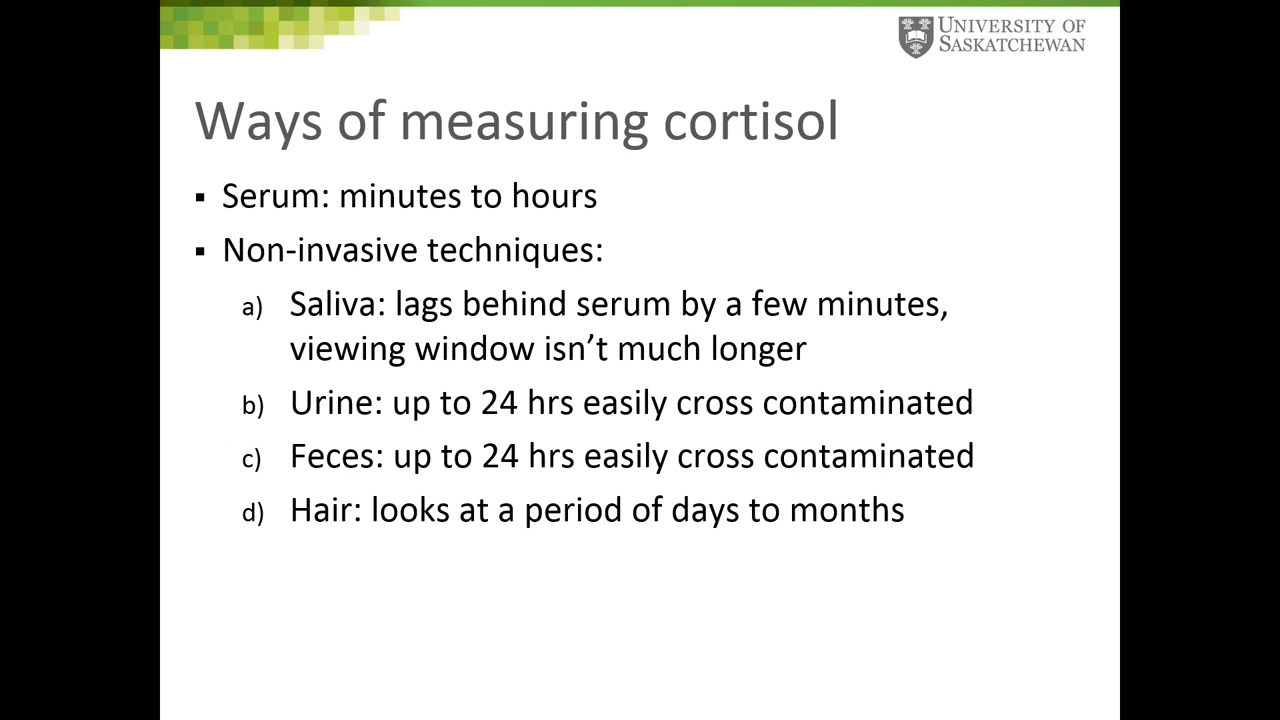 UNIVERSITY OF
SASKATCHEWAN
Ways of measuring cortisol
▪ Serum: minutes to hours
▪ Non-invasive techniques:
a) Saliva: lags behind serum by a few minutes,
viewing window isn’t much longer
b) Urine: up to 24 hrs easily cross contaminated
c) Feces: up to 24 hrs easily cross contaminated
d) Hair: looks at a period of days to months